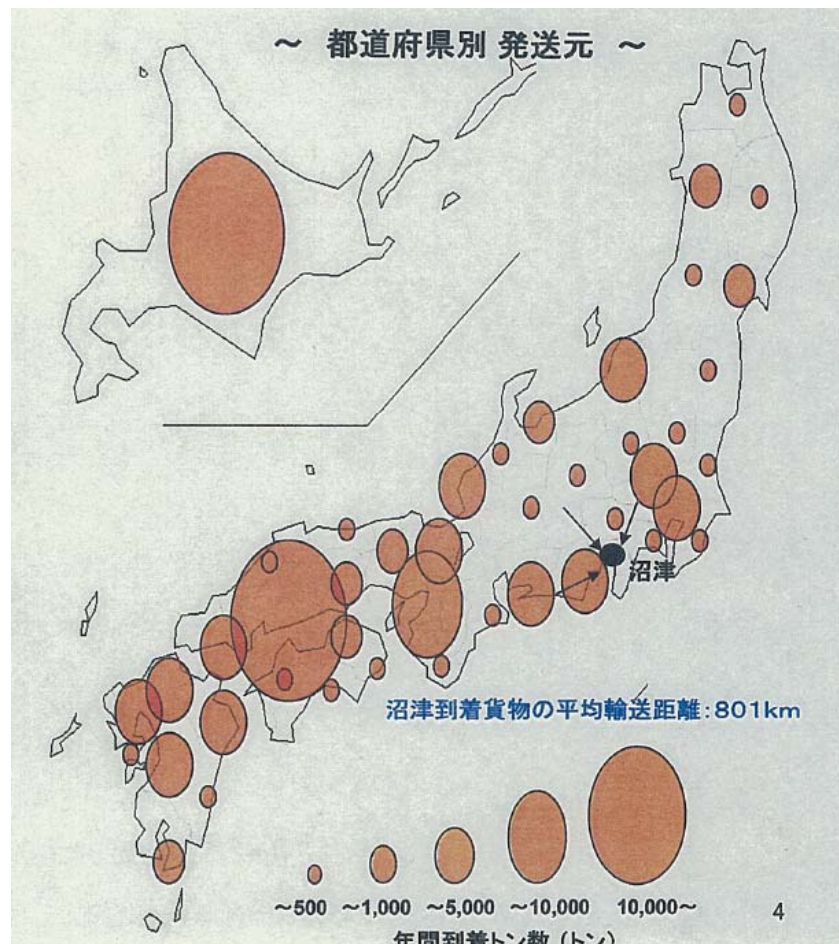 ～ 都道府県別 発送元 ～
沼津
沼津到着貨物の平均輸送距離：801km
～500 ～1,000 ～5,000 ～10,000 10,000～
4
年間到着トン数（トン）